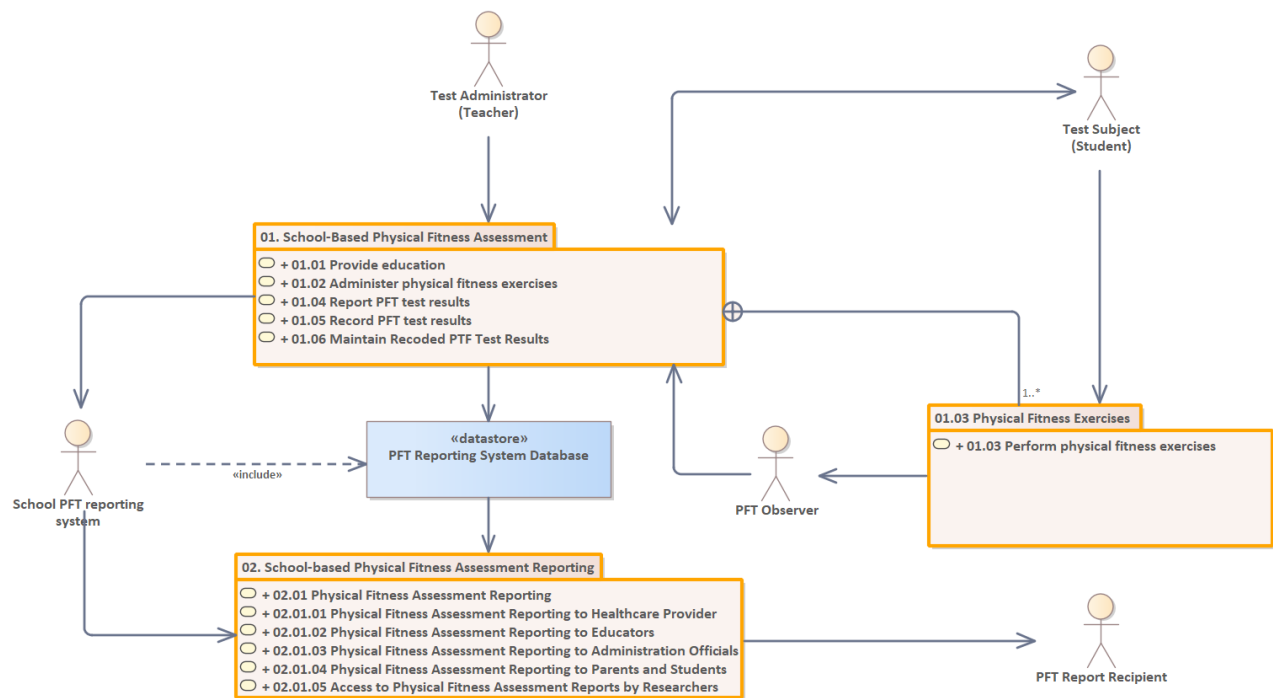 Test Administrator
(Teacher)
Test Subject
(Student)
01. School-Based Physical Fitness Assessment
+ 01.01 Provide education
+ 01.02 Administer physical fitness exercises
+ 01.04 Report PFT test results
+ 01.05 Record PFT test results
+ 01.06 Maintain Recoded PTF Test Results
1..*
01.03 Physical Fitness Exercises
+ 01.03 Perform physical fitness exercises
«datastore»
PFT Reporting System Database
«include»
School PFT reporting
system
PFT Observer
02. School-based Physical Fitness Assessment Reporting
+ 02.01 Physical Fitness Assessment Reporting
+ 02.01.01 Physical Fitness Assessment Reporting to Healthcare Provider
+ 02.01.02 Physical Fitness Assessment Reporting to Educators
+ 02.01.03 Physical Fitness Assessment Reporting to Administration Officials
+ 02.01.04 Physical Fitness Assessment Reporting to Parents and Students
+ 02.01.05 Access to Physical Fitness Assessment Reports by Researchers
PFT Report Recipient